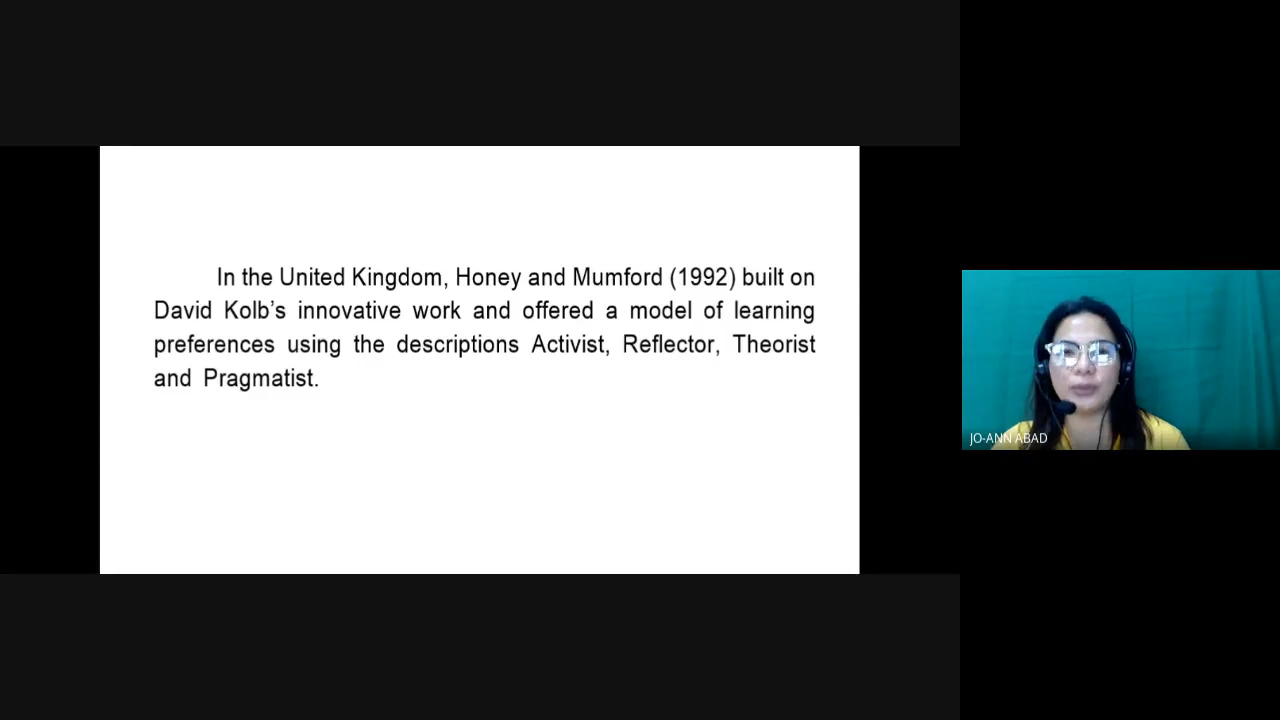 In the United Kingdom, Honey and Mumford (1992) built on
David Kolb’s innovative work and offered a model of learning
preferences using the descriptions Activist, Reflector, Theorist
and Pragmatist.
JO-ANN ABAD